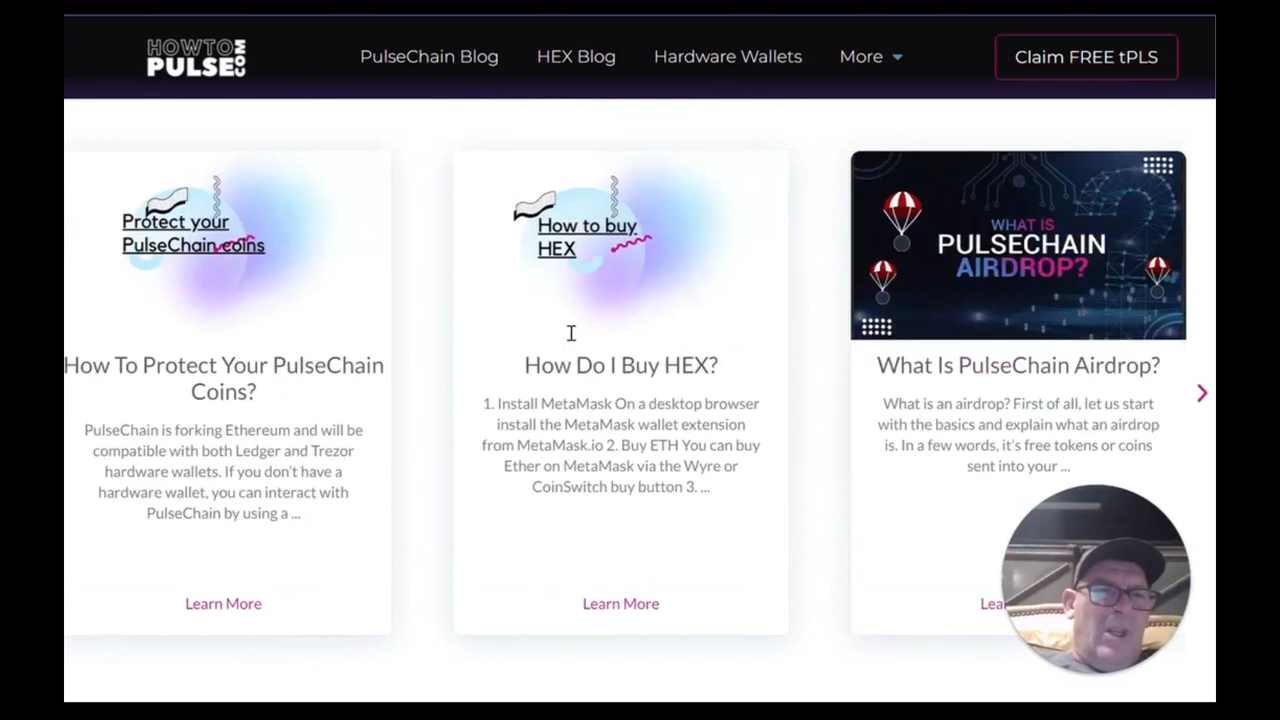 HOWTO
PULSE
COM
PulseChain Blog
HEX Blog
Hardware Wallets
More
Claim FREE tPLS
Protect your
PulseChain coins
How To Protect Your PulseChain
Coins?
PulseChain is forking Ethereum and will be
compatible with both Ledger and Trezor
hardware wallets. If you don't have a
hardware wallet, you can interact with
PulseChain by using a ...
Learn More
How to buy
HEX
How Do I Buy HEX?
1. Install MetaMask On a desktop browser
install the MetaMask wallet extension
from MetaMask.io 2. Buy ETH You can buy
Ether on MetaMask via the Wyre or
CoinSwitch buy button 3. ...
Learn More
WHAT IS
PULSECHAIN
AIRDROP?
What Is PulseChain Airdrop?
What is an airdrop? First of all, let us start
with the basics and explain what an airdrop
is. In a few words, it's free tokens or coins
sent into your ...